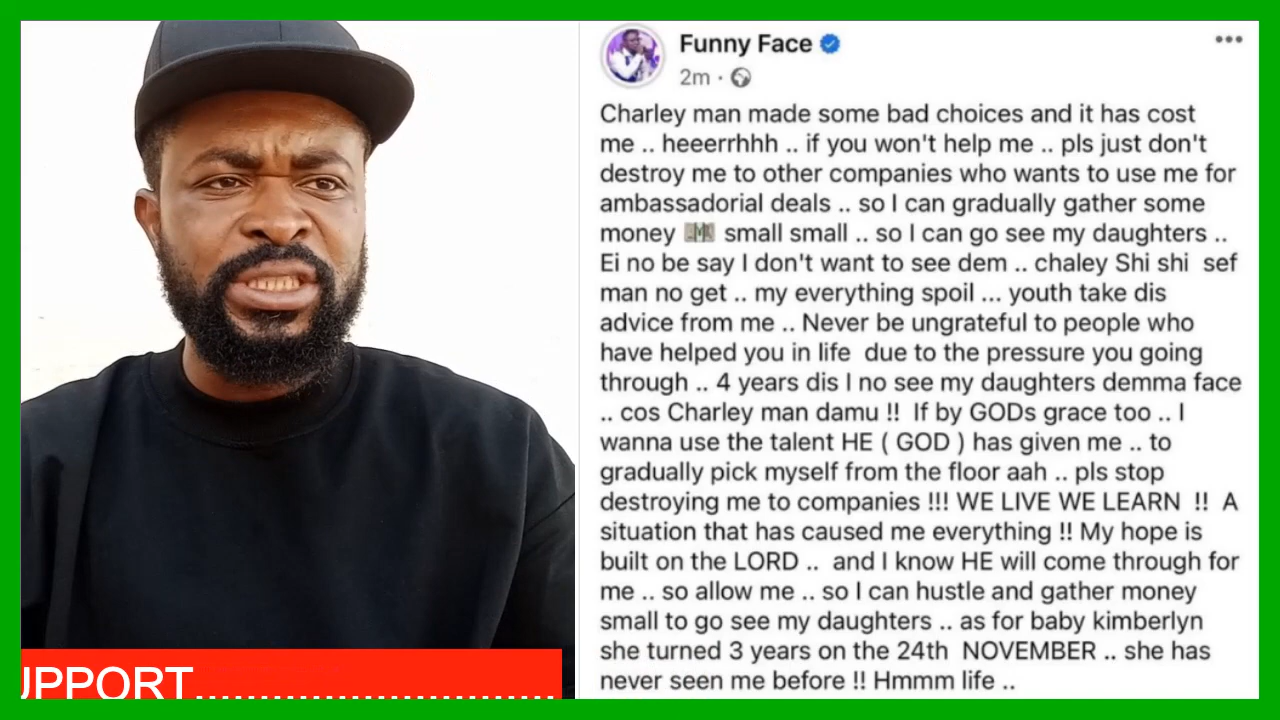 Funny Face
2m ·
Charley man made some bad choices and it has cost
me .. heeerrhhh .. if you won't help me .. pls just don't
destroy me to other companies who wants to use me for
ambassadorial deals .. so I can gradually gather some
money 💵 small small .. so I can go see my daughters ..
Ei no be say I don't want to see dem .. chaley Shi shi  sef
man no get .. my everything spoil ... youth take dis
advice from me .. Never be ungrateful to people who
have helped you in life  due to the pressure you going
through .. 4 years dis I no see my daughters demma face
.. cos Charley man damu !!  If by GODs grace too .. I
wanna use the talent HE ( GOD ) has given me .. to
gradually pick myself from the floor aah .. pls stop
destroying me to companies !!! WE LIVE WE LEARN  !!  A
situation that has caused me everything !! My hope is
built on the LORD ..  and I know HE will come through for
me .. so allow me .. so I can hustle and gather money
small to go see my daughters .. as for baby kimberlyn
she turned 3 years on the 24th  NOVEMBER .. she has
never seen me before !! Hmmm life ..
UPPORT..............................